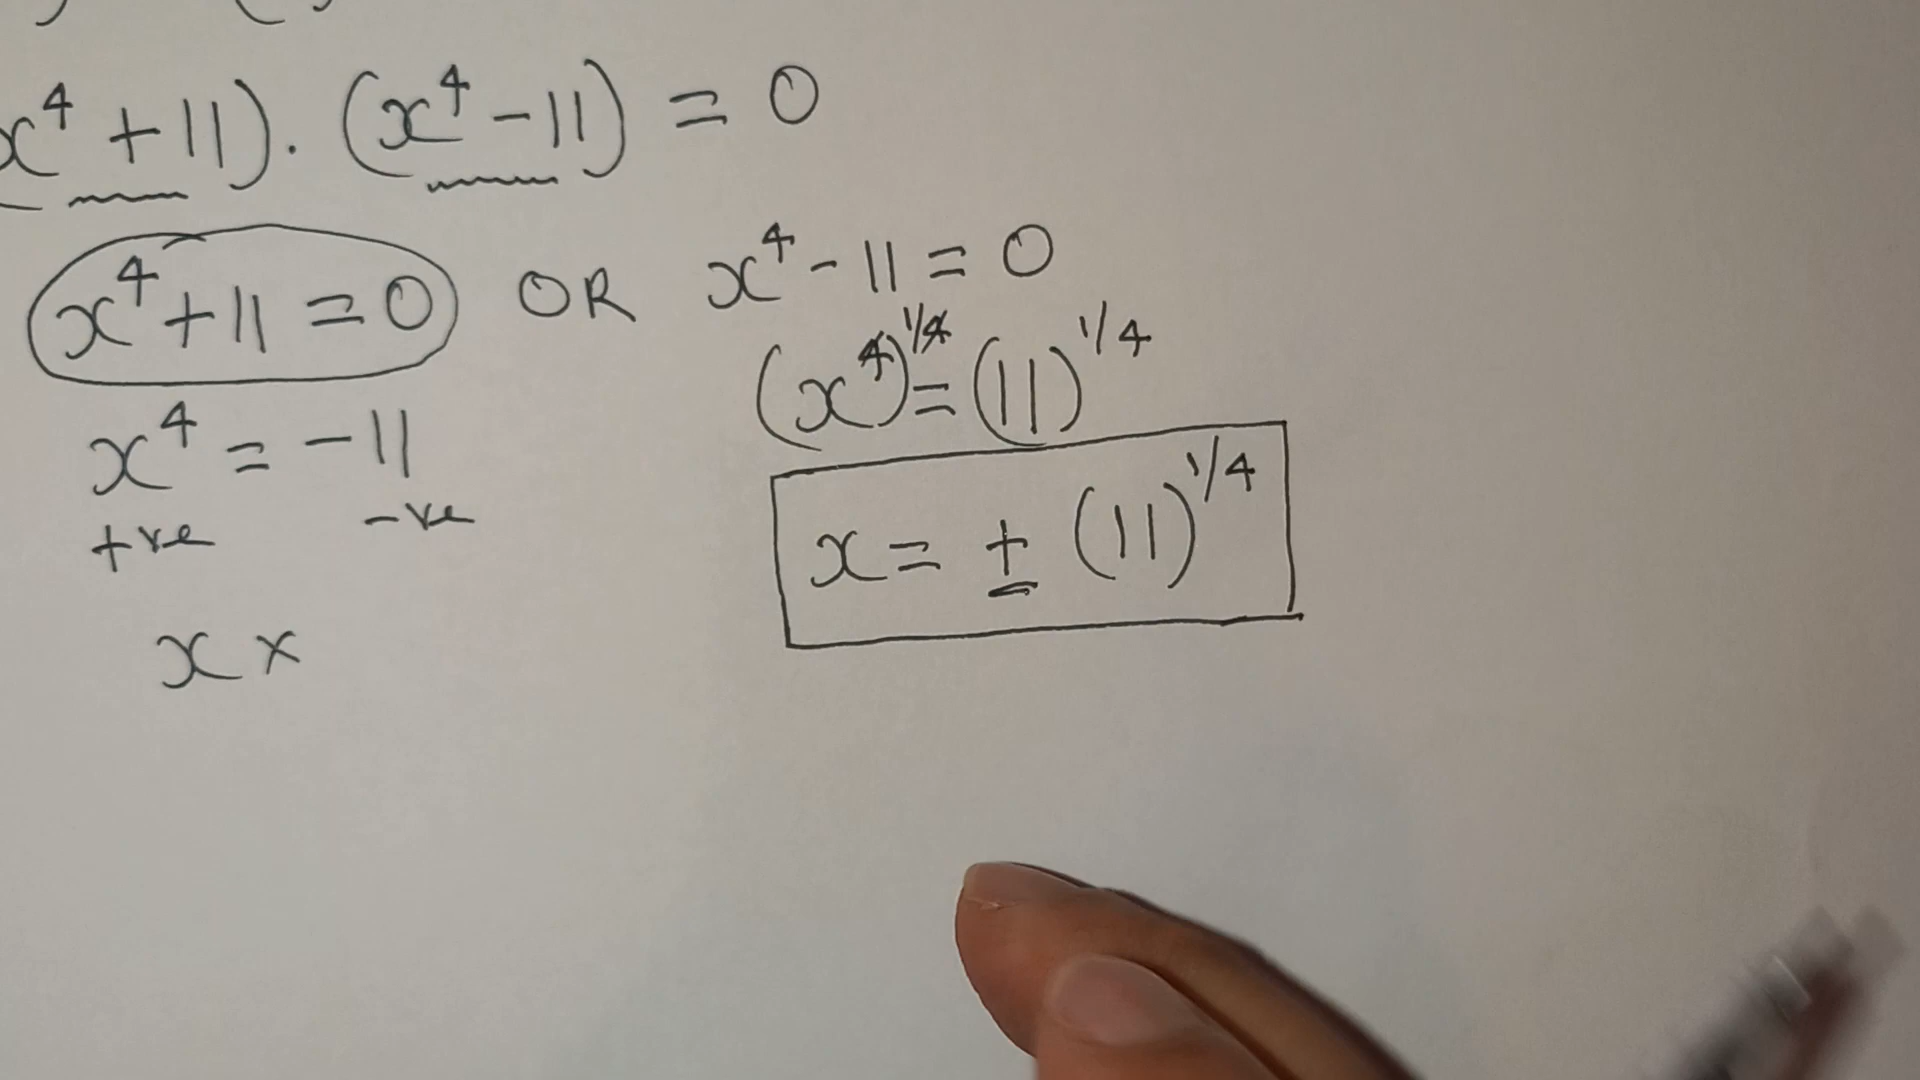 x⁴ + 11) . (x⁴ - 11) = 0
x⁴ + 11 = 0 OR x⁴ - 11 = 0
(x⁴)^1/4 = (11)^1/4
x⁴ = -11
+ve -ve
x = ± (11)^1/4
x ×